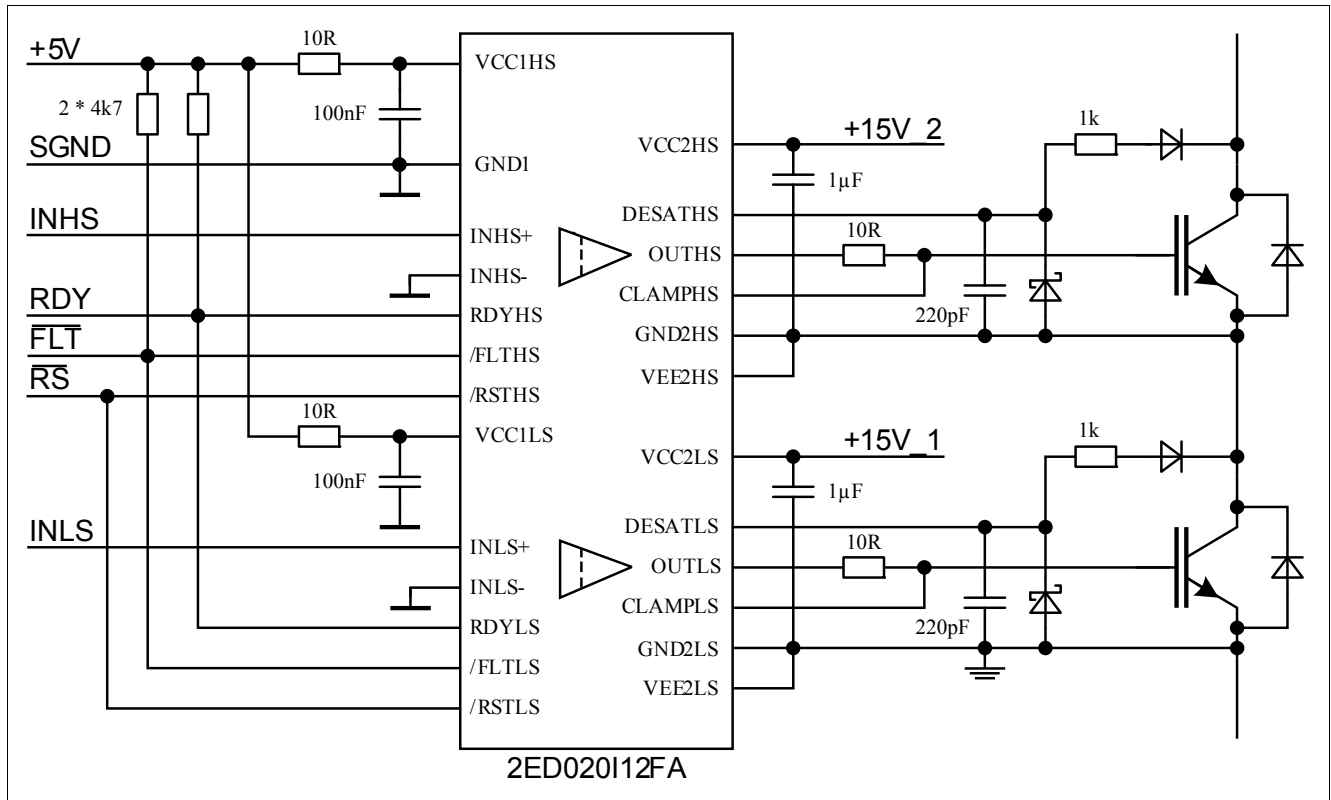 +5V
10R
VCC1HS
2 * 4k7
100nF
SGND
GND1
INHS
INHS+
INHS-
RDY
RDYHS
FLT
/FLTHS
RS
/RSTHS
10R
VCC1LS
100nF
INLS
INLS+
INLS-
RDYLS
/FLTLS
/RSTLS
VCC2HS
+15V_2
1k
1µF
DESATHS
10R
OUTHS
CLAMPHS
220pF
GND2HS
VEE2HS
VCC2LS
+15V_1
1k
1µF
DESATLS
10R
OUTLS
CLAMPLS
220pF
GND2LS
VEE2LS
2ED020I12FA